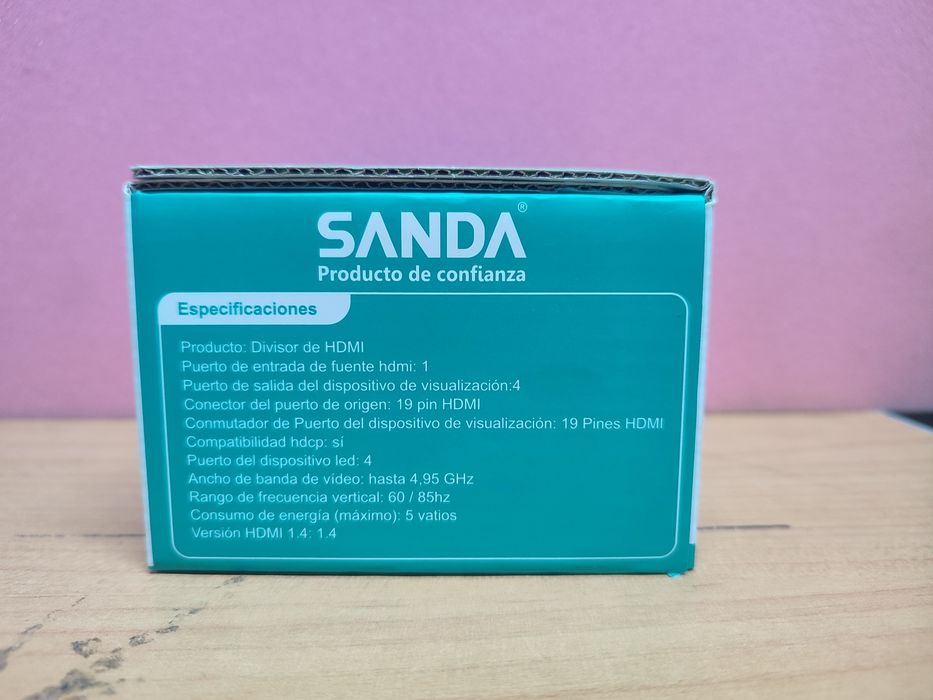 SANDA®
Producto de confianza
Especificaciones
Producto: Divisor de HDMI
Puerto de entrada de fuente hdmi: 1
Puerto de salida del dispositivo de visualización:4
Conector del puerto de origen: 19 pin HDMI
Conmutador de Puerto del dispositivo de visualización: 19 Pines HDMI
Compatibilidad hdcp: sí
Puerto del dispositivo led: 4
Ancho de banda de vídeo: hasta 4,95 GHz
Rango de frecuencia vertical: 60 / 85hz
Consumo de energía (máximo): 5 vatios
Versión HDMI 1.4: 1.4